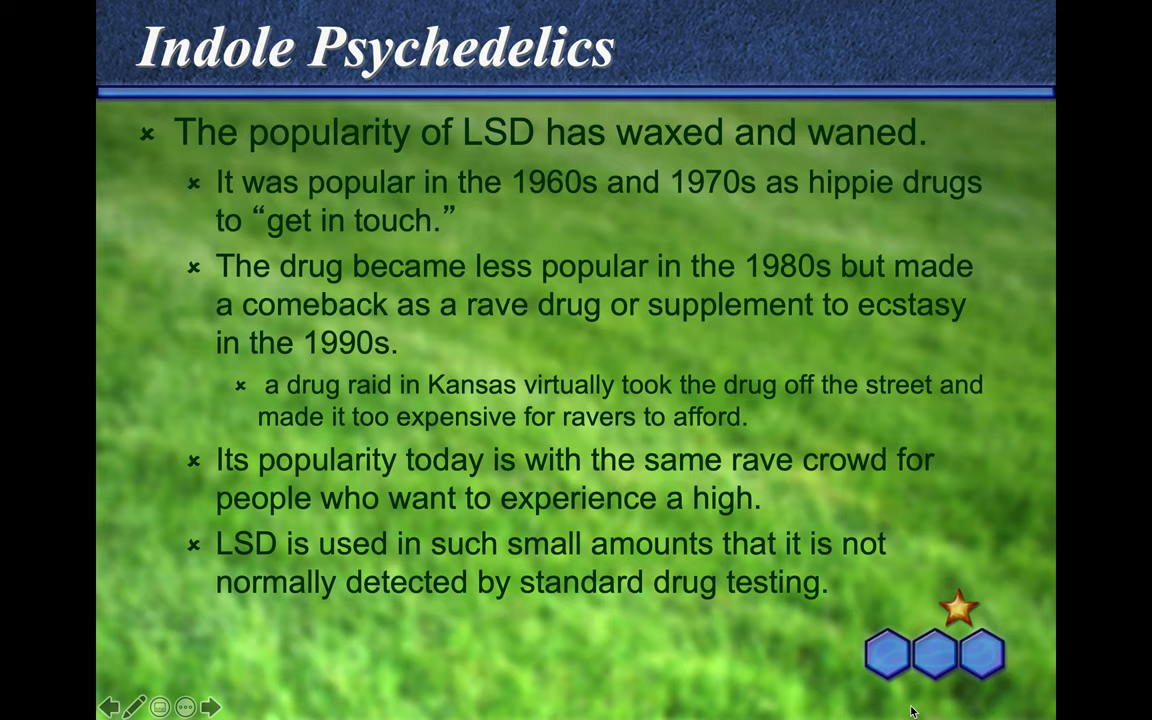 Indole Psychedelics
The popularity of LSD has waxed and waned.
It was popular in the 1960s and 1970s as hippie drugs
to “get in touch.”
The drug became less popular in the 1980s but made
a comeback as a rave drug or supplement to ecstasy
in the 1990s.
a drug raid in Kansas virtually took the drug off the street and
made it too expensive for ravers to afford.
Its popularity today is with the same rave crowd for
people who want to experience a high.
LSD is used in such small amounts that it is not
normally detected by standard drug testing.